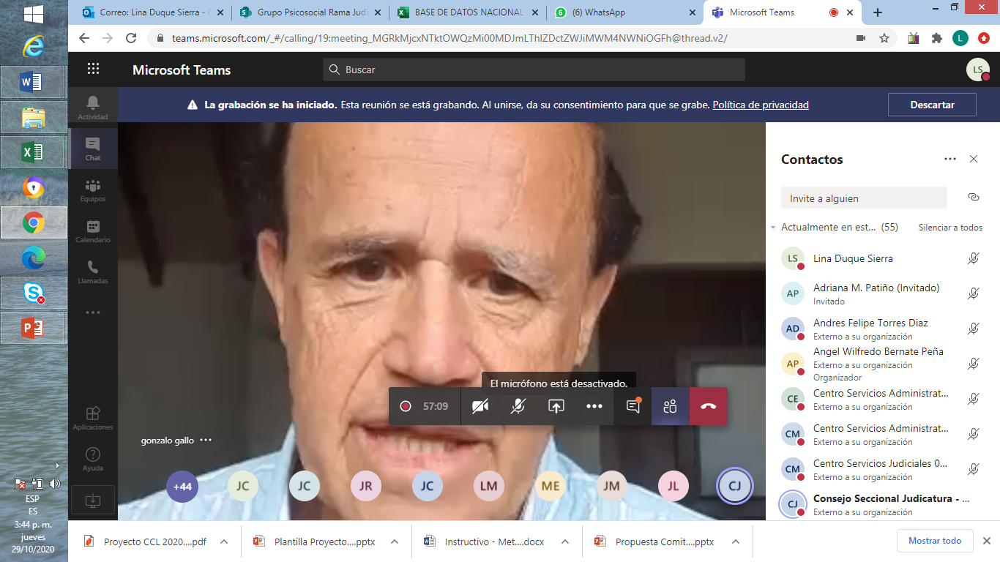 Correo: Lina Duque Sierra - 
Grupo Psicosocial Rama Jud
BASE DE DATOS NACIONAL
(6) WhatsApp
Microsoft Teams
teams.microsoft.com/_#/calling/19:meeting_MGRkMjcxNTktOWQzMi00MDJmLThlZDctZWJiMWM4NWNiOGFh@thread.v2/
L
Microsoft Teams
Buscar
LS
La grabación se ha iniciado. Esta reunión se está grabando. Al unirse, da su consentimiento para que se grabe. Política de privacidad
Descartar
Actividad
Chat
Equipos
Calendario
Llamadas
Aplicaciones
Ayuda
Contactos
Invite a alguien
Actualmente en est... (55)
Silenciar a todos
LS
Lina Duque Sierra
AP
Adriana M. Patiño (Invitado)
Invitado
AD
Andres Felipe Torres Diaz
Externo a su organización
AP
Angel Wilfredo Bernate Peña
Externo a su organización
Organizador
CE
Centro Servicios Administrat...
Externo a su organización
CM
Centro Servicios Administrat...
Externo a su organización
CM
Centro Servicios Judiciales 0...
Externo a su organización
CJ
Consejo Seccional Judicatura - ...
Externo a su organización
El micrófono está desactivado.
57:09
gonzalo gallo
+44
JC
JC
JR
JC
LM
ME
JM
JL
CJ
ESP
ES
3:44 p. m.
jueves
29/10/2020
Proyecto CCL 2020....pdf
Plantilla Proyecto....pptx
Instructivo - Met....docx
Propuesta Comit....pptx
Mostrar todo